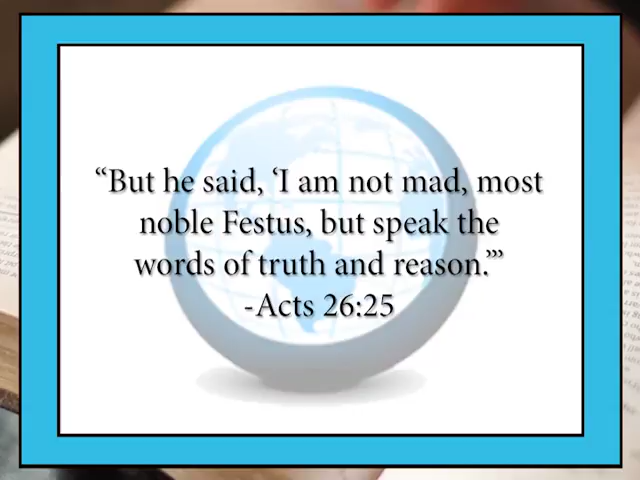 “But he said, ‘I am not mad, most
noble Festus, but speak the
words of truth and reason.’”
-Acts 26:25